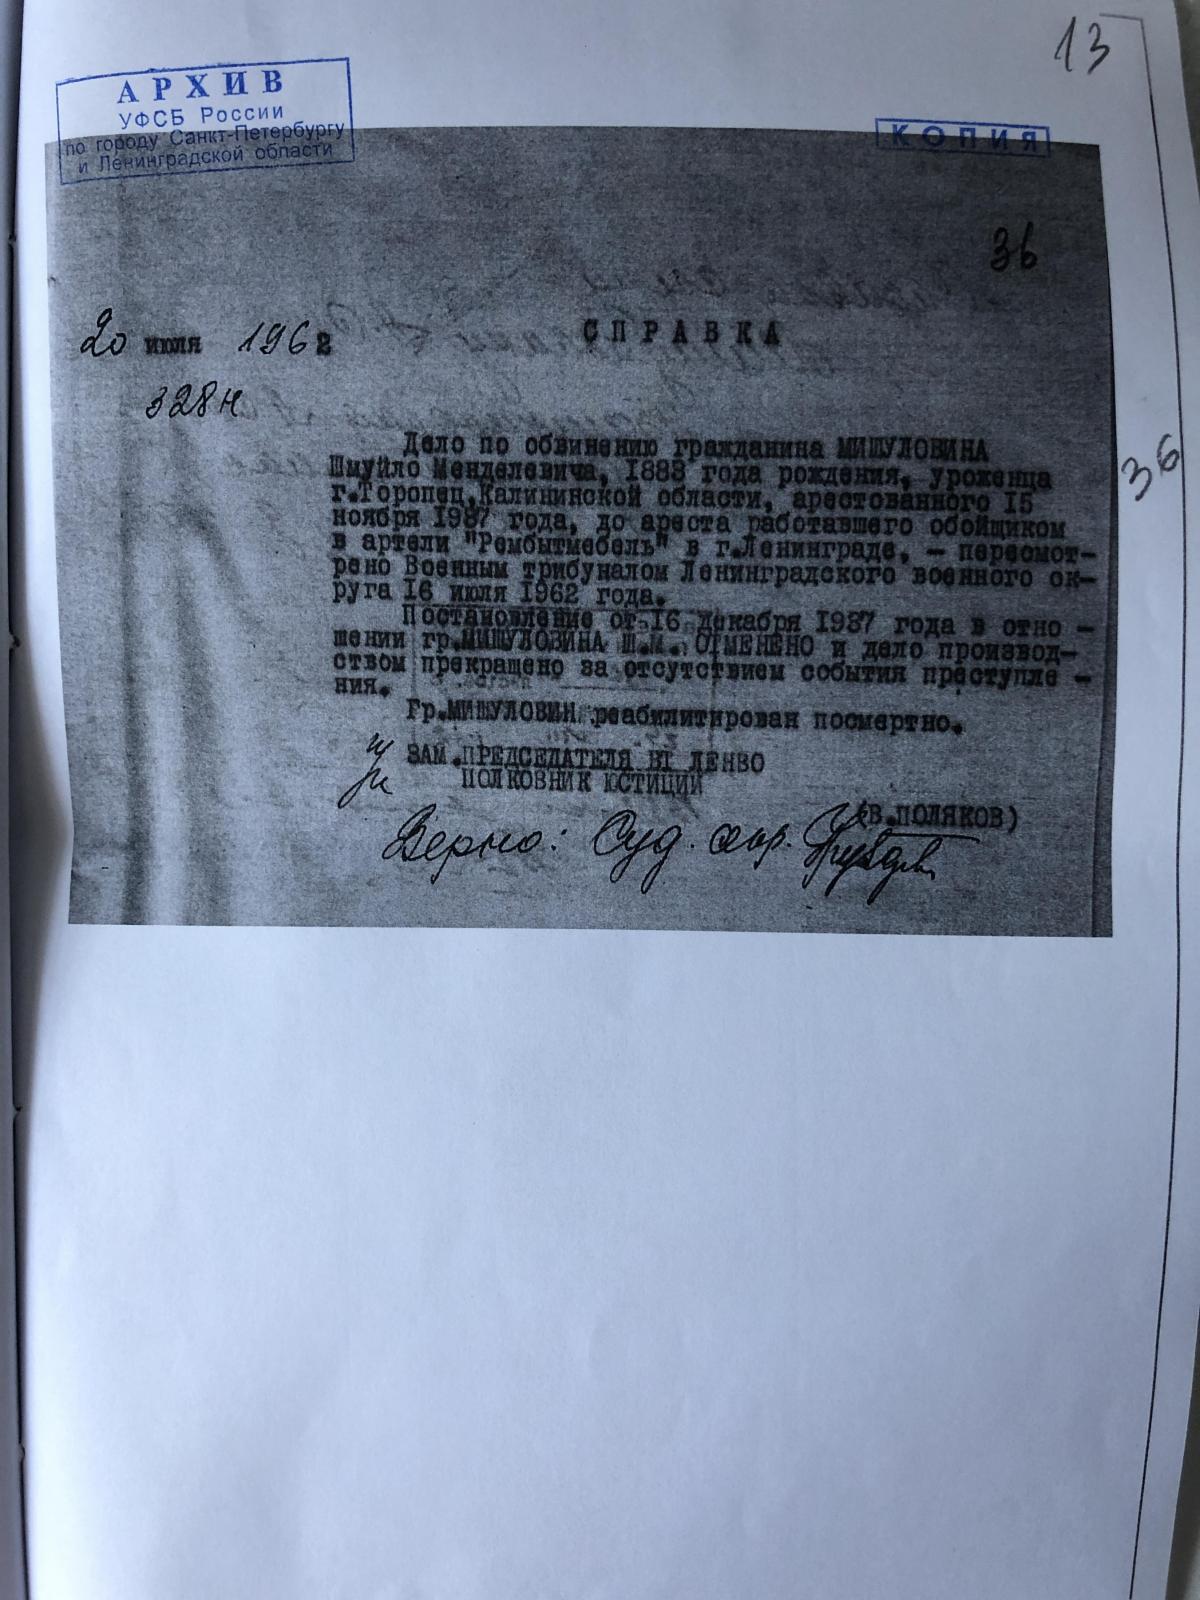 13
АРХИВ
УФСБ России
по городу Санкт-Петербургу
и Ленинградской области
КОПИЯ
36
20 июля 1962
СПРАВКА
328н
36
Дело по обвинению гражданина МИШУЛОВИНА
Шмуйло Менделевича, 1883 года рождения, уроженца
г.Торопец,Калининской области, арестованного 15
ноября 1937 года, до ареста работавшего обойщиком
в артели "Рембытмебель" в г.Ленинграде, - пересмот-
рено Военным трибуналом Ленинградского военного ок-
руга 16 июля 1962 года.
Постановление от 16 декабря 1937 года в отно -
шении гр.МИШУЛОВИНА Ш.М. ОТМЕНЕНО и дело производ-
ством прекращено за отсутствием события преступле -
ния.
Гр.МИШУЛОВИН реабилитирован посмертно.
ЗАМ.ПРЕДСЕДАТЕЛЯ ВТ ЛЕНВО
ПОЛКОВНИК ЮСТИЦИИ
(В.ПОЛЯКОВ)
Верно: Суд.